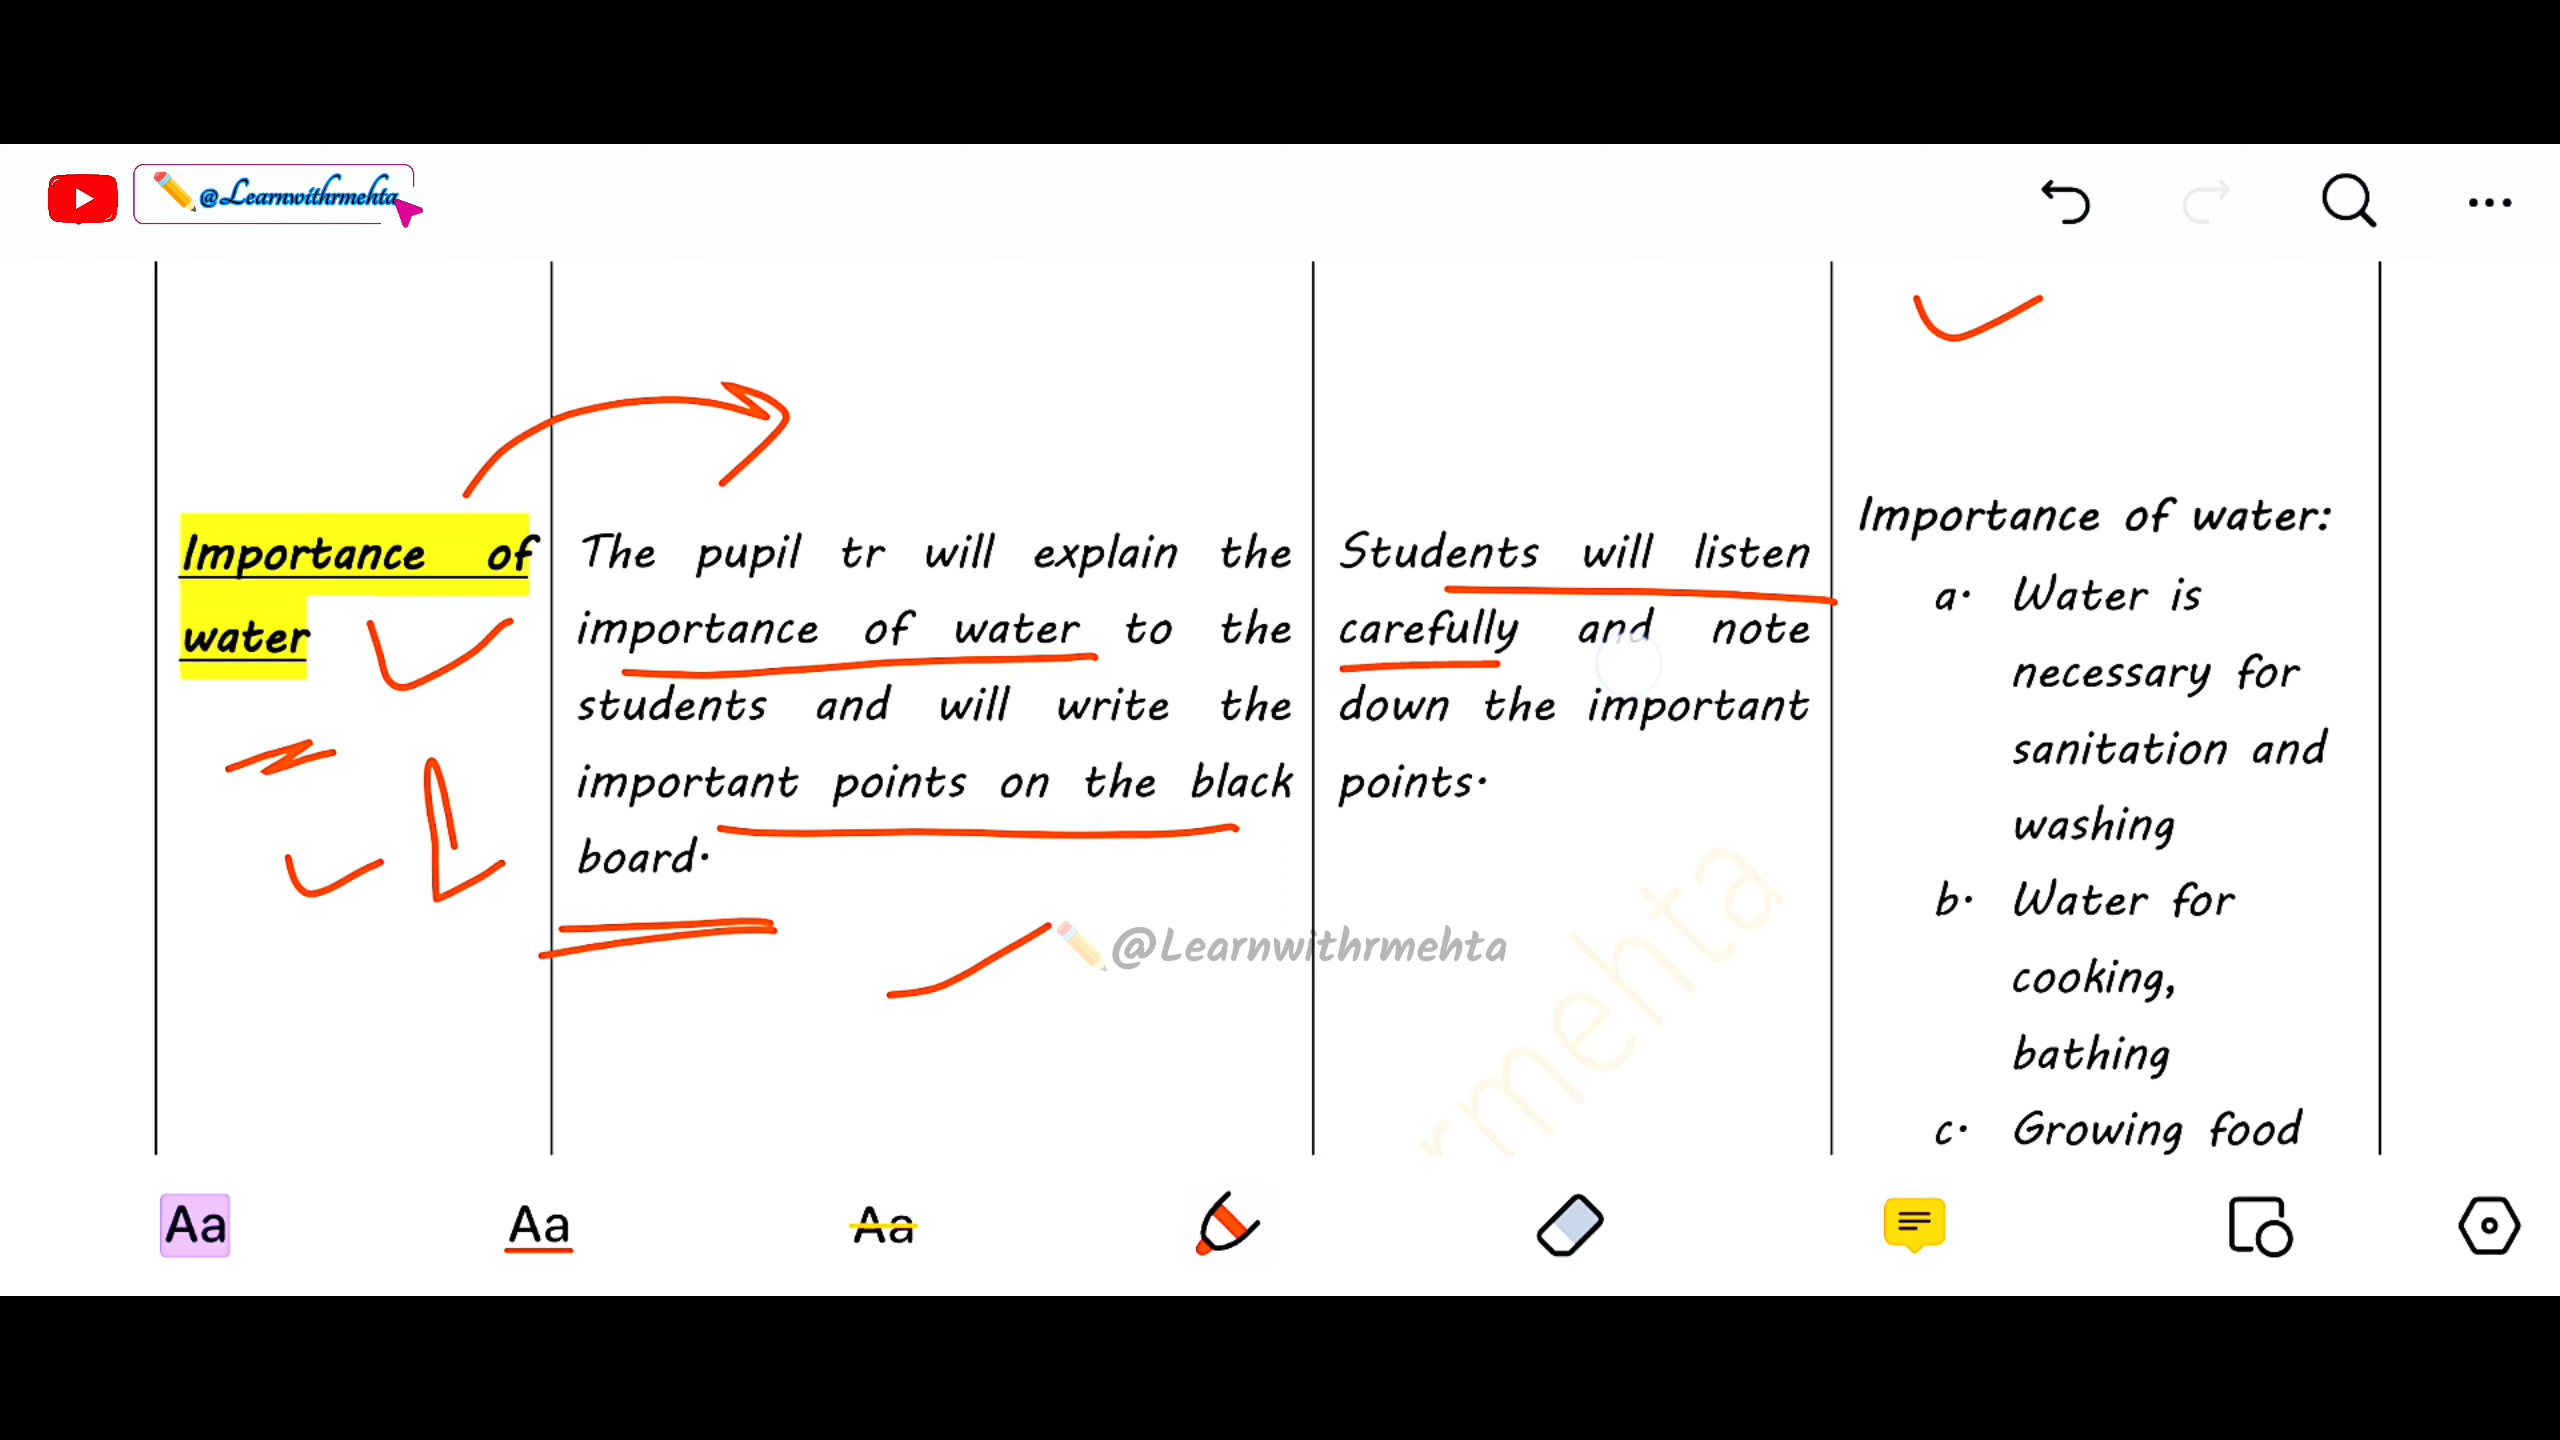 @Learnwithrmehta
Importance of
water
The pupil tr will explain the
importance of water to the
students and will write the
important points on the black
board.
Students will listen
carefully and note
down the important
points.
Importance of water:
a. Water is
necessary for
sanitation and
washing
b. Water for
cooking,
bathing
c. Growing food
@Learnwithrmehta
rmehta
Aa
Aa
Aa